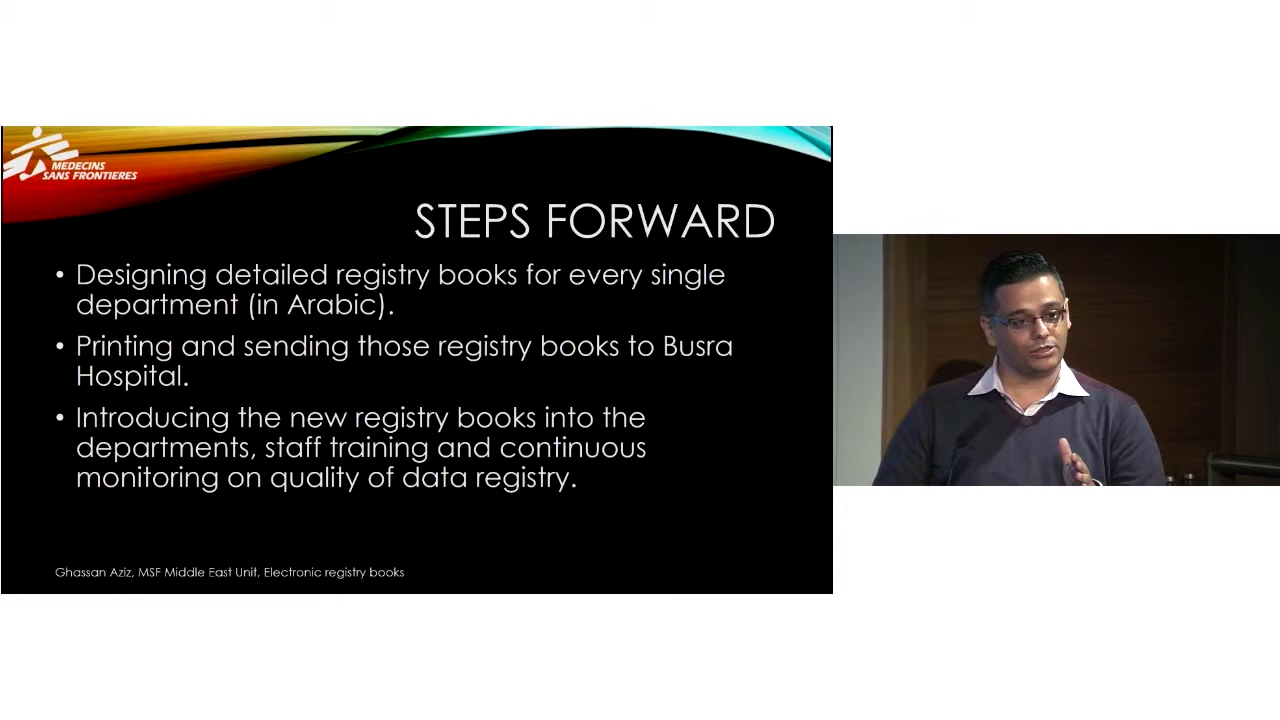 MEDECINS
SANS FRONTIERES
STEPS FORWARD
• Designing detailed registry books for every single
department (in Arabic).
• Printing and sending those registry books to Busra
Hospital.
• Introducing the new registry books into the
departments, staff training and continuous
monitoring on quality of data registry.
Ghassan Aziz, MSF Middle East Unit, Electronic registry books